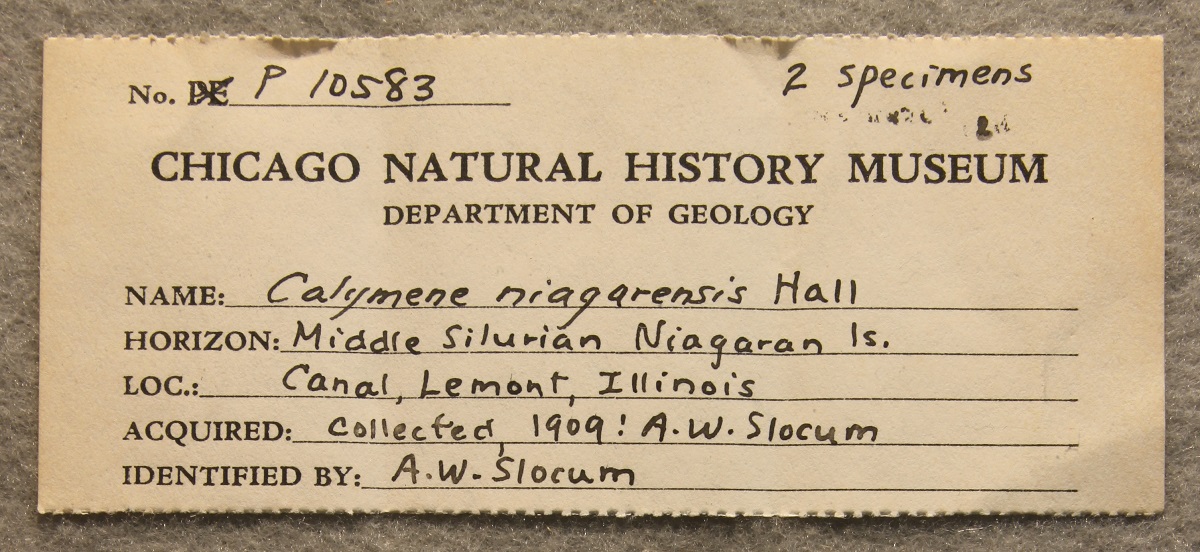 No. PE P 10583 2 specimens
CHICAGO NATURAL HISTORY MUSEUM
DEPARTMENT OF GEOLOGY
NAME: Calymene niagarensis Hall
HORIZON: Middle Silurian Niagaran ls.
LOC.: Canal, Lemont, Illinois
ACQUIRED: Collected, 1909: A.W. Slocum
IDENTIFIED BY: A.W. Slocum